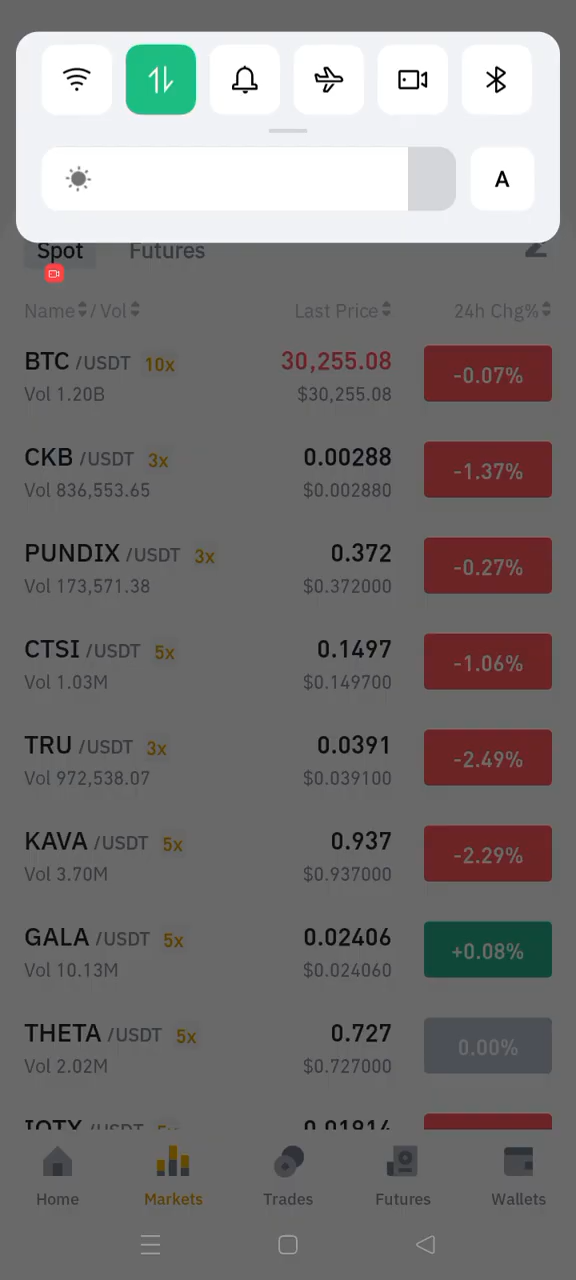 A
Spot Futures
Name / Vol Last Price 24h Chg%
BTC /USDT 10x 30,255.08 -0.07%
Vol 1.20B $30,255.08
CKB /USDT 3x 0.00288 -1.37%
Vol 836,553.65 $0.002880
PUNDIX /USDT 3x 0.372 -0.27%
Vol 173,571.38 $0.372000
CTSI /USDT 5x 0.1497 -1.06%
Vol 1.03M $0.149700
TRU /USDT 3x 0.0391 -2.49%
Vol 972,538.07 $0.039100
KAVA /USDT 5x 0.937 -2.29%
Vol 3.70M $0.937000
GALA /USDT 5x 0.02406 +0.08%
Vol 10.13M $0.024060
THETA /USDT 5x 0.727 0.00%
Vol 2.02M $0.727000
IOTX /USDT 5x 0.01914
Home Markets Trades Futures Wallets